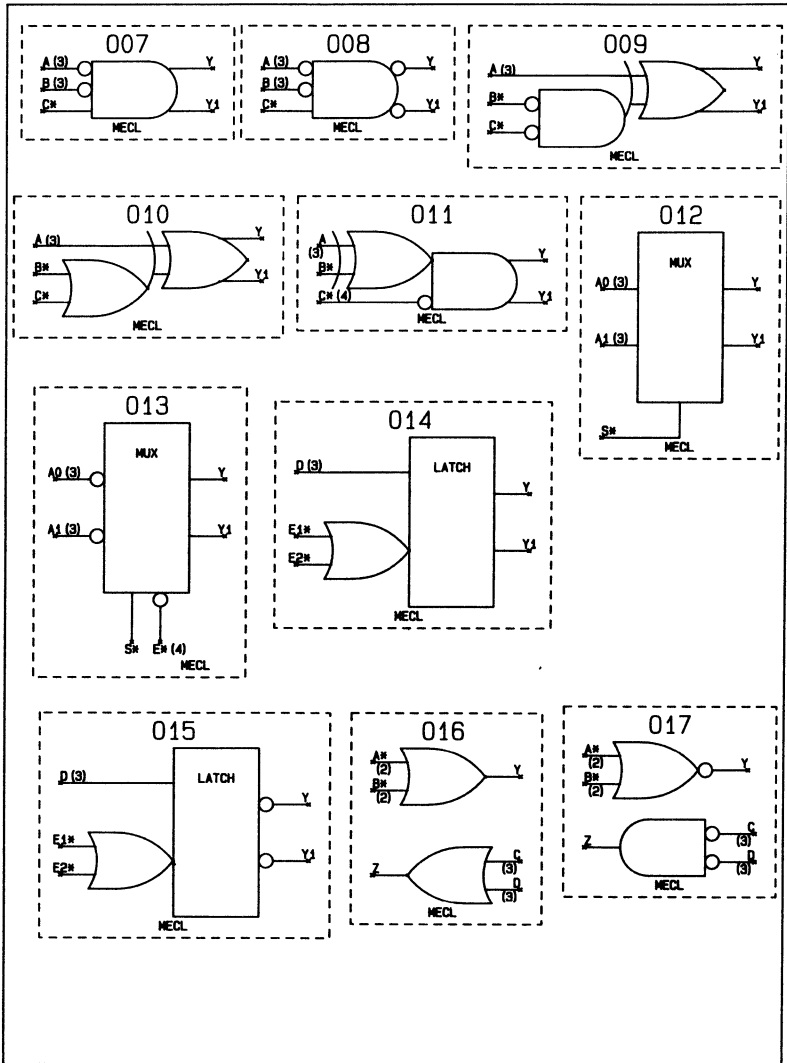 007
A (3)
B (3)
C*
Y
Y1
MECL
008
A (3)
B (3)
C*
Y
Y1
MECL
009
A (3)
B*
C*
Y
Y1
MECL
010
A (3)
B*
C*
Y
Y1
MECL
011
A
(3)
B*
C* (4)
Y
Y1
MECL
012
MUX
A0 (3)
A1 (3)
S*
Y
Y1
MECL
013
MUX
A0 (3)
A1 (3)
Y
Y1
S* E* (4)
MECL
014
D (3)
LATCH
E1*
E2*
Y
Y1
MECL
015
D (3)
LATCH
E1*
E2*
Y
Y1
MECL
016
A*
(2)
B*
(2)
Y
Z
C
(3)
D
(3)
MECL
017
A*
(2)
B*
(2)
Y
Z
C
(3)
D
(3)
MECL